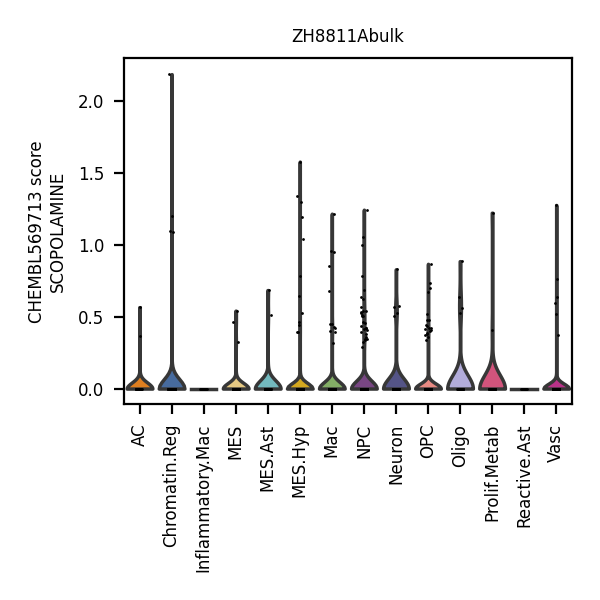 ZH8811Abulk
CHEMBL569713 score
SCOPOLAMINE
2.0
1.5
1.0
0.5
0.0
AC
Chromatin.Reg
Inflammatory.Mac
MES
MES.Ast
MES.Hyp
Mac
NPC
Neuron
OPC
Oligo
Prolif.Metab
Reactive.Ast
Vasc